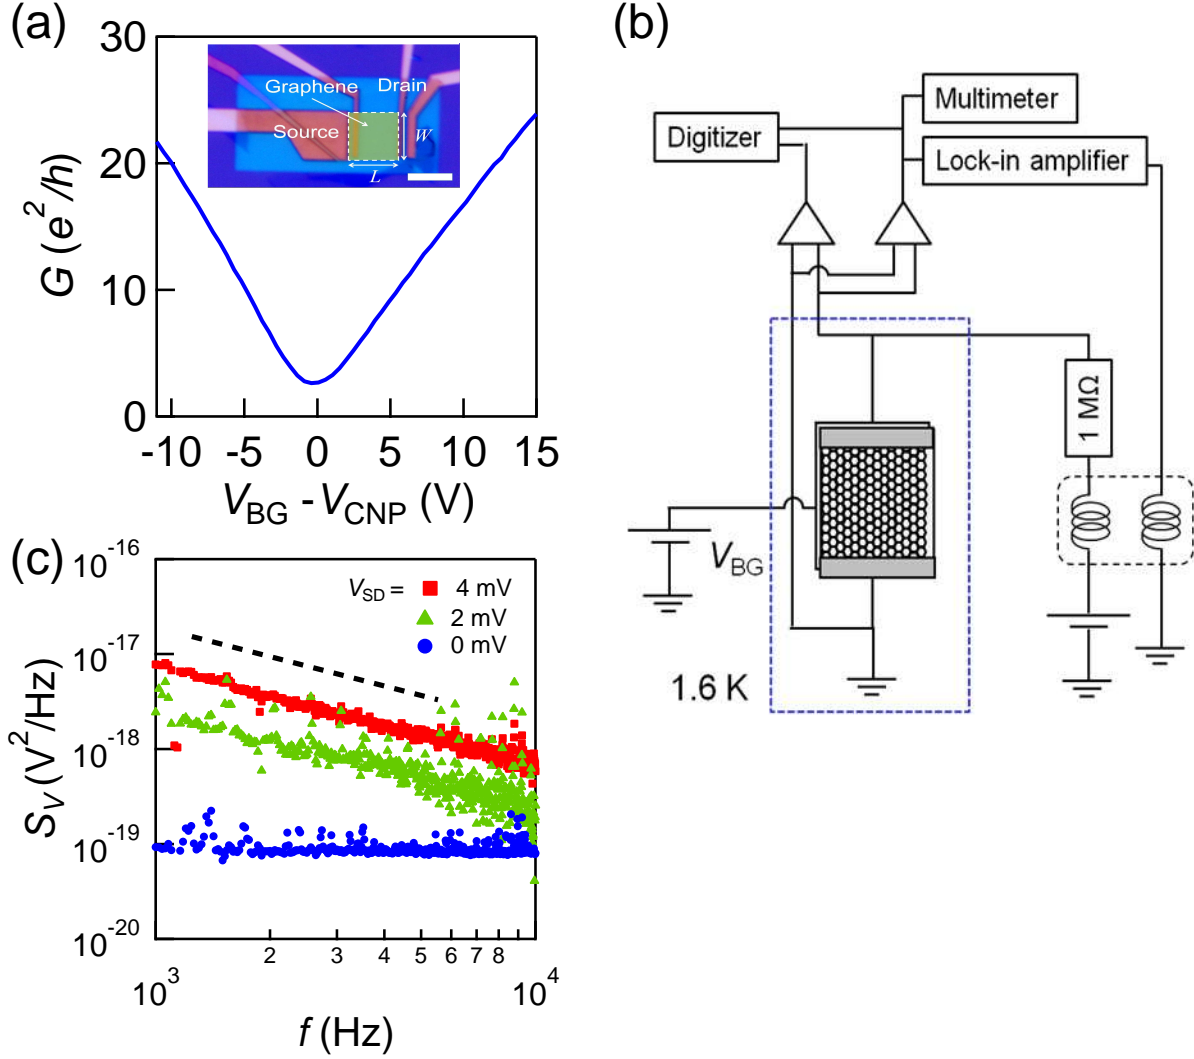 (a)
30
20
10
0
G (e²/h)
Graphene
Drain
Source
W
L
-10 -5 0 5 10 15
V_BG - V_CNP (V)
(b)
Multimeter
Digitizer
Lock-in amplifier
1 MΩ
V_BG
1.6 K
(c)
10⁻¹⁶
10⁻¹⁷
10⁻¹⁸
10⁻¹⁹
10⁻²⁰
S_V (V²/Hz)
V_SD = 4 mV
2 mV
0 mV
2 3 4 5 6 7 8
10³ 10⁴
f (Hz)